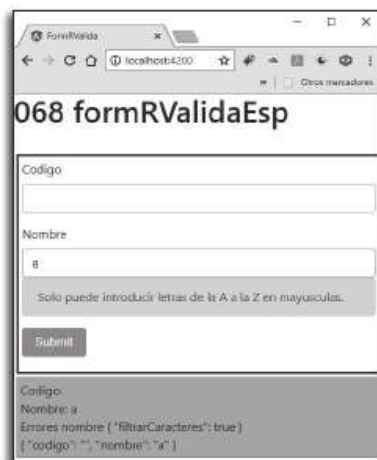 FormRValida
localhost:4200
Otros marcadores
068 formRValidaEsp
Codigo
Nombre
a
Solo puede introducir letras de la A a la Z en mayusculas.
Submit
Codigo:
Nombre: a
Errores nombre { "filtrarCaracteres": true }
{ "codigo": "", "nombre": "a" }